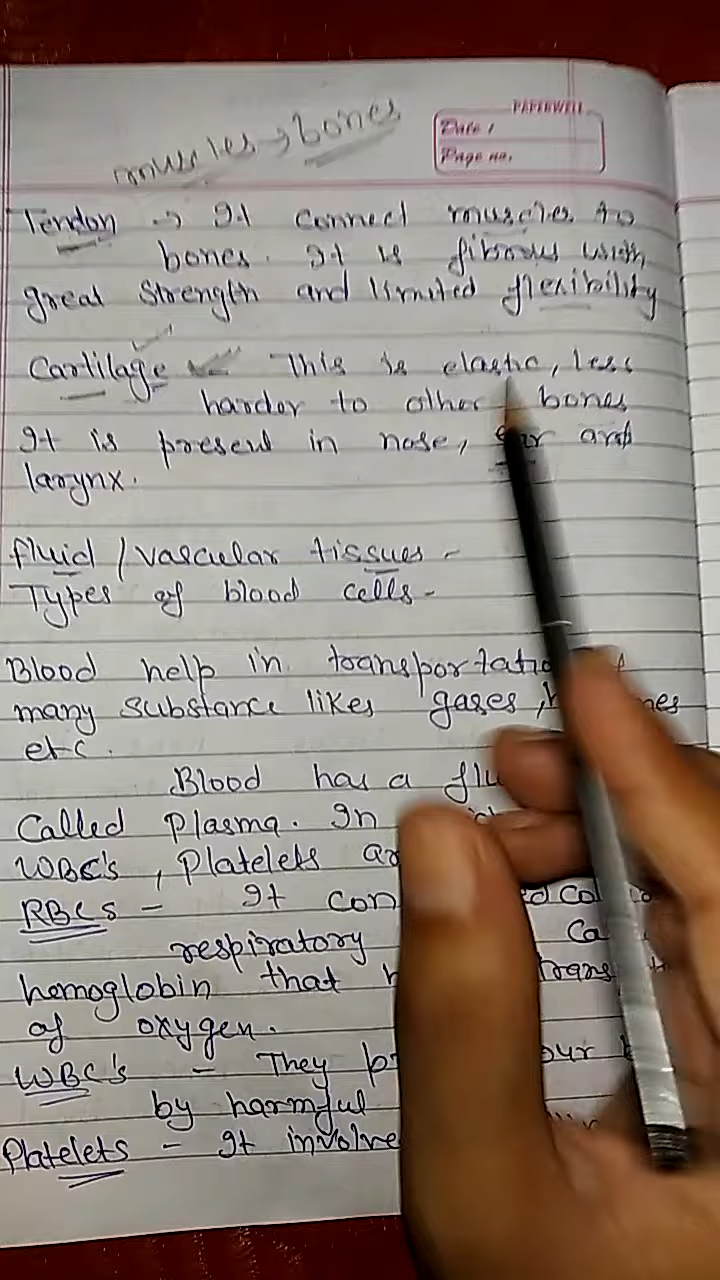 muscles → bones
PAPERWELL
Date :
Page no.
Tendon → It connect muscles to
bones. It is fibrous with
great strength and limited flexibility
Cartilage This is elastic, less
harder to other bones
It is present in nose, ear and
larynx.
fluid / vascular tissues -
Types of blood cells -
Blood help in
many substance likes gases,
etc.
Blood has a
Called Plasma. In
WBC's, Platelets
RBCs - It
respiratory
hemoglobin that
of oxygen.
WBC's - They
by harmful
Platelets - It